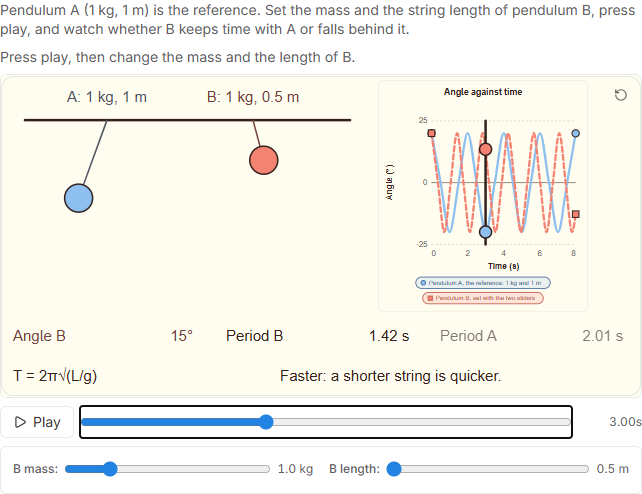 Pendulum A (1 kg, 1 m) is the reference. Set the mass and the string length of pendulum B, press
play, and watch whether B keeps time with A or falls behind it.
Press play, then change the mass and the length of B.
A: 1 kg, 1 m
B: 1 kg, 0.5 m
Angle against time
25
0
-25
Angle (°)
0 2 4 6 8
Time (s)
Pendulum A, the reference: 1 kg and 1 m
Pendulum B, set with the two sliders
Angle B 15° Period B 1.42 s Period A 2.01 s
T = 2π√(L/g) Faster: a shorter string is quicker.
Play 3.00s
B mass: 1.0 kg B length: 0.5 m